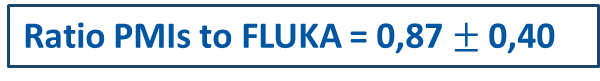 Ratio PMIs to FLUKA = 0,87 ± 0,40